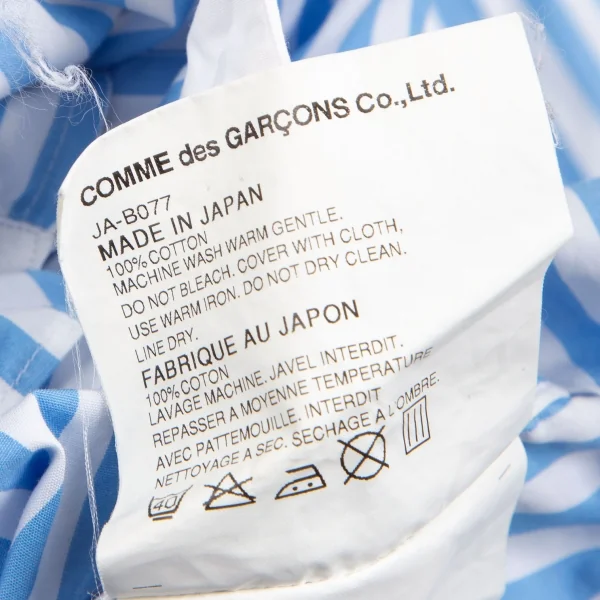 COMME des GARÇONS Co.,Ltd.
JA-B077
MADE IN JAPAN
100% COTTON
MACHINE WASH WARM GENTLE.
DO NOT BLEACH. COVER WITH CLOTH,
USE WARM IRON. DO NOT DRY CLEAN.
LINE DRY.
FABRIQUE AU JAPON
100% COTON
LAVAGE MACHINE. JAVEL INTERDIT.
REPASSER A MOYENNE TEMPERATURE
AVEC PATTEMOUILLE. INTERDIT
NETTOYAGE A SEC. SECHAGE A L'OMBRE.
40